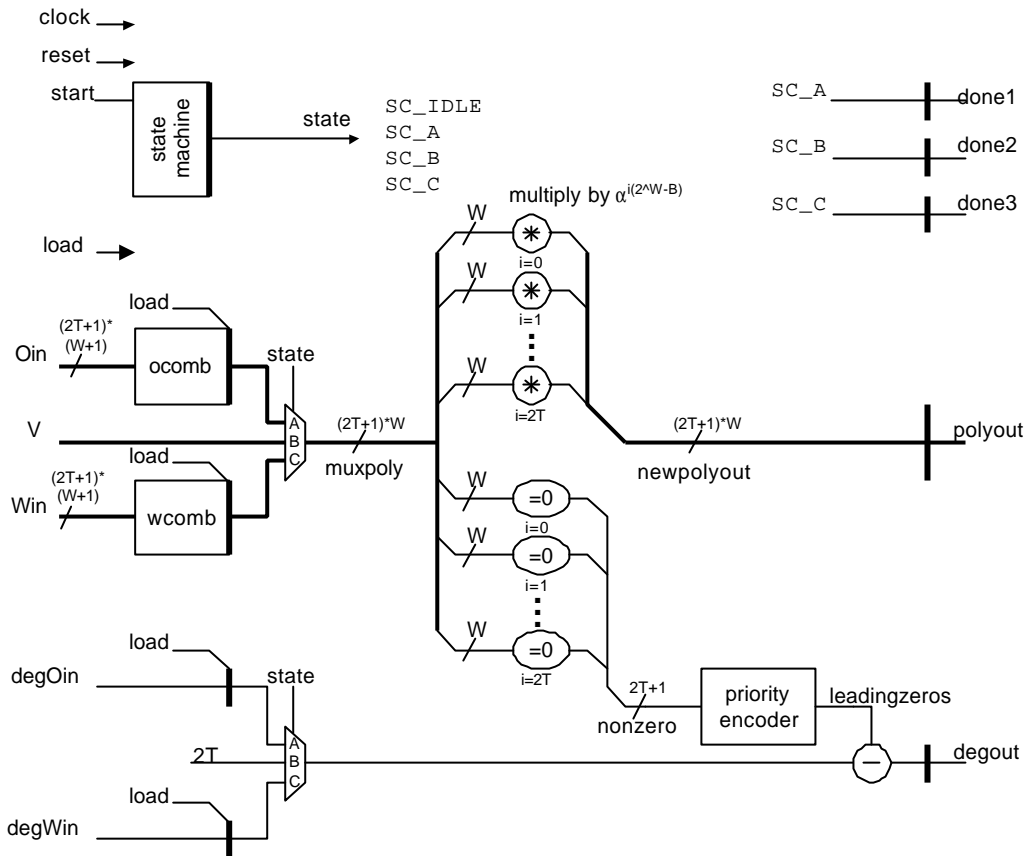 clock
reset
start
state machine
state
SC_IDLE
SC_A
SC_B
SC_C
SC_A
done1
SC_B
done2
SC_C
done3
multiply by α^i(2^W-B)
W
*
i=0
W
*
i=1
W
*
i=2T
load
load
Oin
(2T+1)*
(W+1)
ocomb
state
A
B
C
V
load
Win
(2T+1)*
(W+1)
wcomb
(2T+1)*W
muxpoly
(2T+1)*W
newpolyout
polyout
W
=0
i=0
W
=0
i=1
W
=0
i=2T
load
degOin
state
A
B
C
2T
load
degWin
2T+1
nonzero
priority
encoder
leadingzeros
−
degout